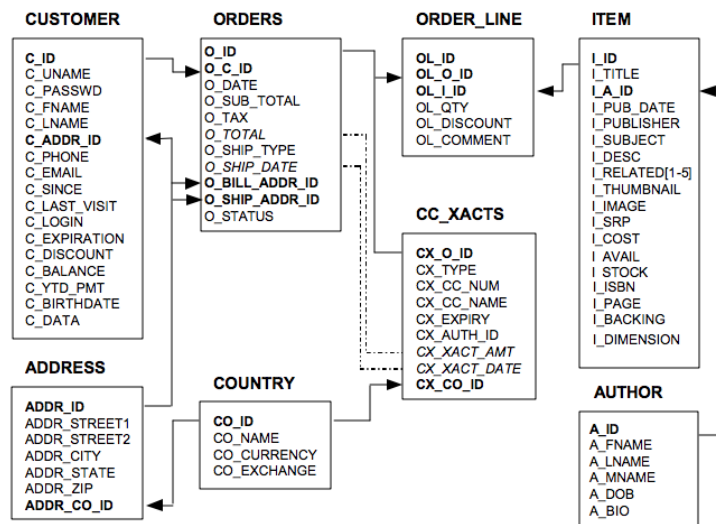 CUSTOMER
C_ID
C_UNAME
C_PASSWD
C_FNAME
C_LNAME
C_ADDR_ID
C_PHONE
C_EMAIL
C_SINCE
C_LAST_VISIT
C_LOGIN
C_EXPIRATION
C_DISCOUNT
C_BALANCE
C_YTD_PMT
C_BIRTHDATE
C_DATA
ORDERS
O_ID
O_C_ID
O_DATE
O_SUB_TOTAL
O_TAX
O_TOTAL
O_SHIP_TYPE
O_SHIP_DATE
O_BILL_ADDR_ID
O_SHIP_ADDR_ID
O_STATUS
ORDER_LINE
OL_ID
OL_O_ID
OL_I_ID
OL_QTY
OL_DISCOUNT
OL_COMMENT
ITEM
I_ID
I_TITLE
I_A_ID
I_PUB_DATE
I_PUBLISHER
I_SUBJECT
I_DESC
I_RELATED[1-5]
I_THUMBNAIL
I_IMAGE
I_SRP
I_COST
I_AVAIL
I_STOCK
I_ISBN
I_PAGE
I_BACKING
I_DIMENSION
CC_XACTS
CX_O_ID
CX_TYPE
CX_CC_NUM
CX_CC_NAME
CX_EXPIRY
CX_AUTH_ID
CX_XACT_AMT
CX_XACT_DATE
CX_CO_ID
ADDRESS
ADDR_ID
ADDR_STREET1
ADDR_STREET2
ADDR_CITY
ADDR_STATE
ADDR_ZIP
ADDR_CO_ID
COUNTRY
CO_ID
CO_NAME
CO_CURRENCY
CO_EXCHANGE
AUTHOR
A_ID
A_FNAME
A_LNAME
A_MNAME
A_DOB
A_BIO